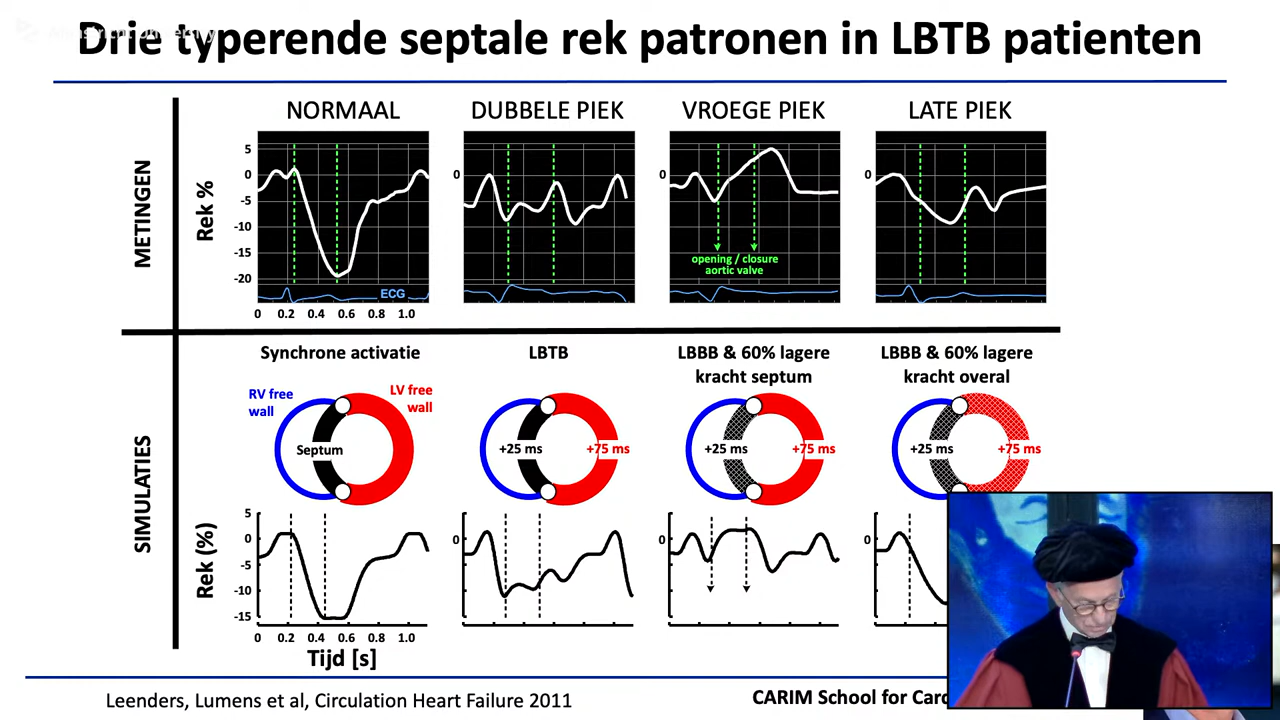 Drie typerende septale rek patronen in LBTB patienten
NORMAAL
DUBBELE PIEK
VROEGE PIEK
LATE PIEK
METINGEN
Rek %
5
0
-5
-10
-15
-20
0
0
0
opening / closure
aortic valve
ECG
0 0.2 0.4 0.6 0.8 1.0
Synchrone activatie
LBTB
LBBB & 60% lagere
kracht septum
LBBB & 60% lagere
kracht overal
SIMULATIES
RV free
wall
LV free
wall
Septum
+25 ms
+75 ms
+25 ms
+75 ms
+25 ms
+75 ms
Rek (%)
5
0
-5
-10
-15
0
0
0
0 0.2 0.4 0.6 0.8 1.0
Tijd [s]
Leenders, Lumens et al, Circulation Heart Failure 2011
CARIM School for